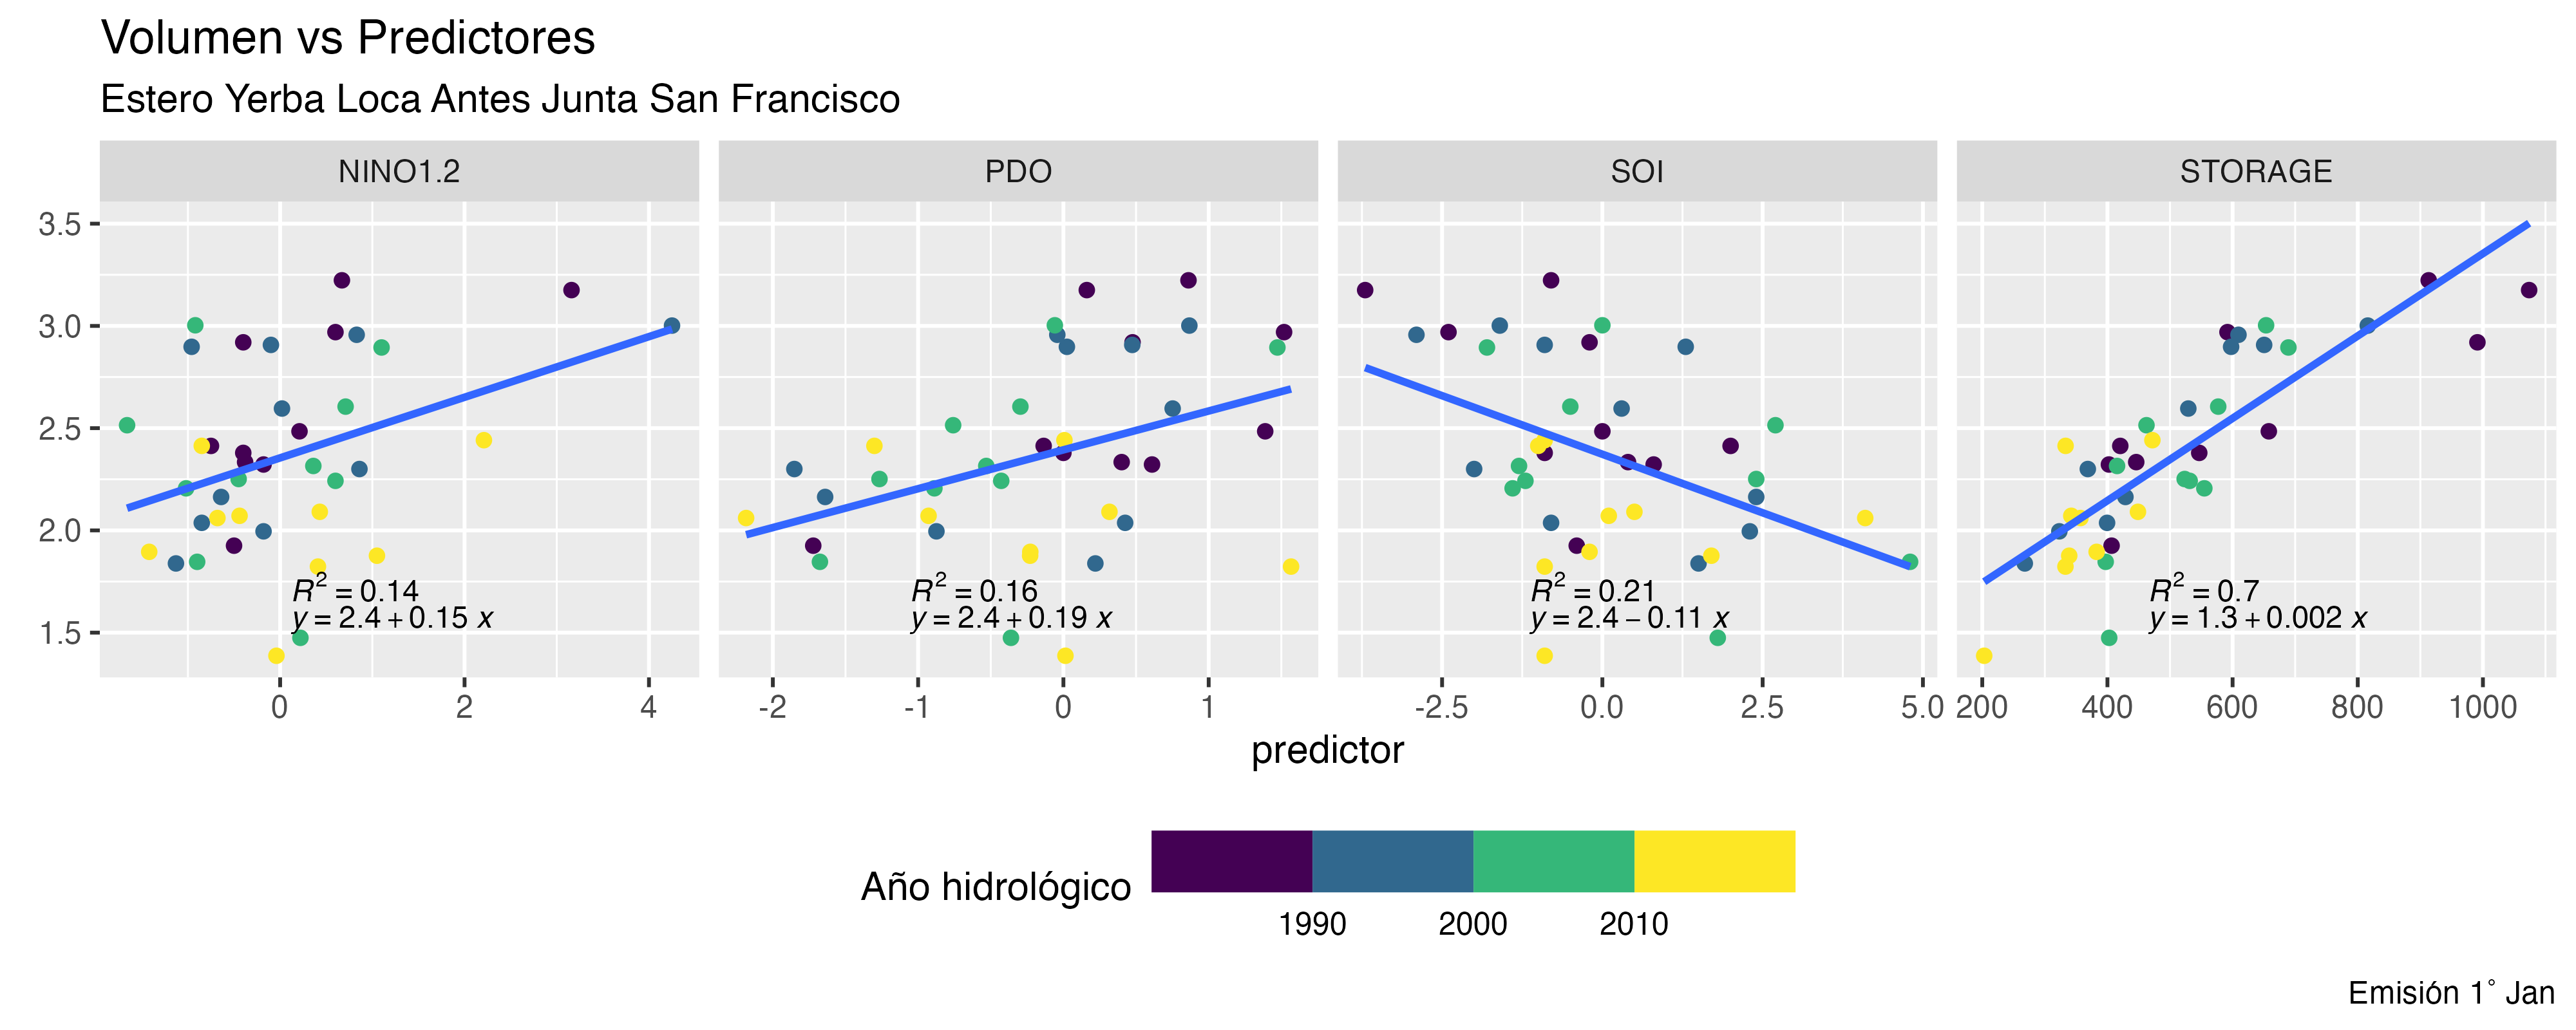 Volumen vs Predictores
Estero Yerba Loca Antes Junta San Francisco
NINO1.2 PDO SOI STORAGE
3.5
3.0
2.5
2.0
1.5
R² = 0.14
y = 2.4 + 0.15 x
R² = 0.16
y = 2.4 + 0.19 x
R² = 0.21
y = 2.4 − 0.11 x
R² = 0.7
y = 1.3 + 0.002 x
0 2 4 -2 -1 0 1 -2.5 0.0 2.5 5.0 200 400 600 800 1000
predictor
Año hidrológico
1990 2000 2010
Emisión 1° Jan